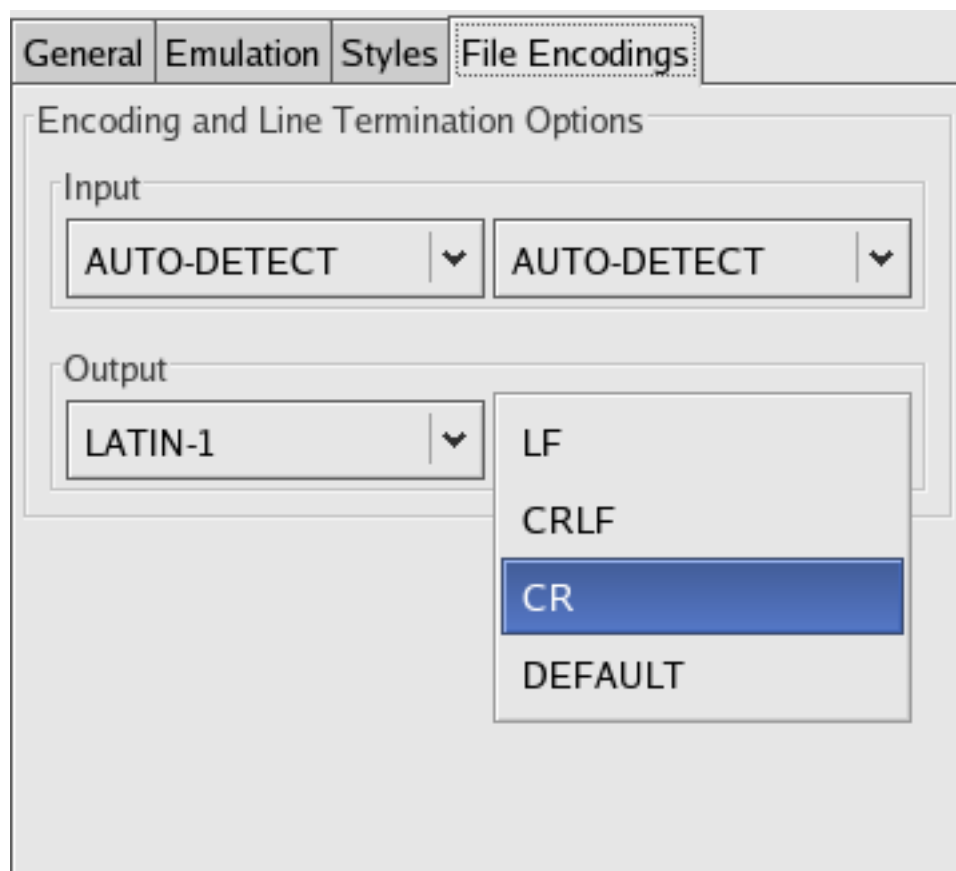 General Emulation Styles File Encodings
Encoding and Line Termination Options
Input
AUTO-DETECT AUTO-DETECT
Output
LATIN-1 LF
CRLF
CR
DEFAULT